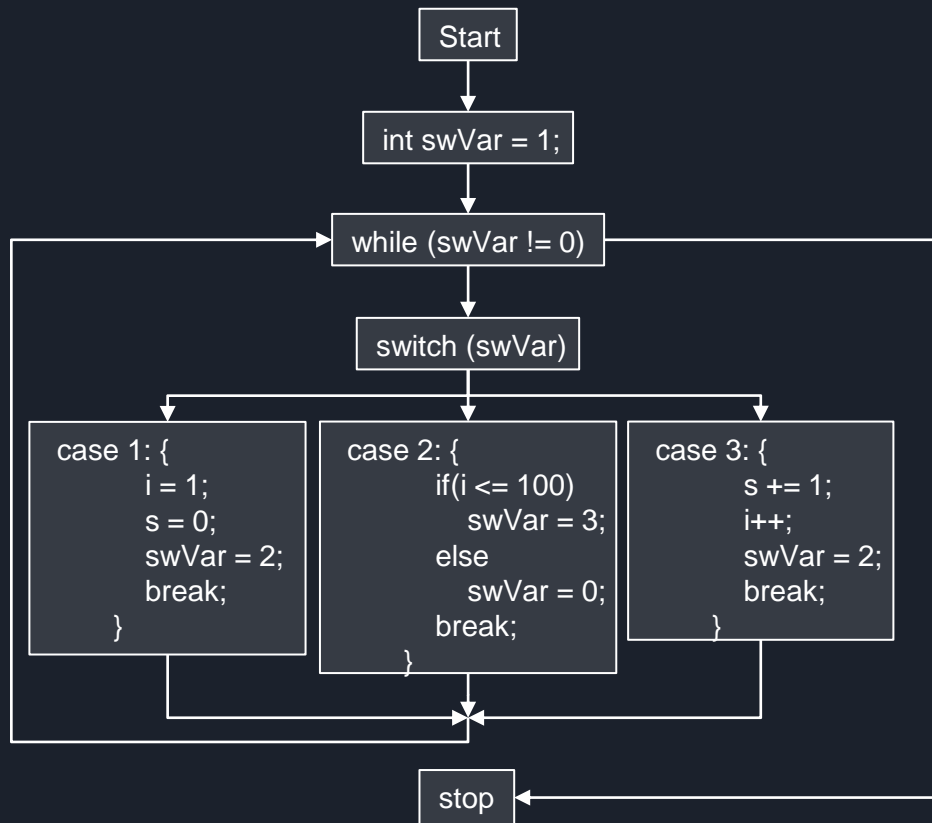 Start
int swVar = 1;
while (swVar != 0)
switch (swVar)
case 1: {
i = 1;
s = 0;
swVar = 2;
break;
}
case 2: {
if(i <= 100)
swVar = 3;
else
swVar = 0;
break;
}
case 3: {
s += 1;
i++;
swVar = 2;
break;
}
stop